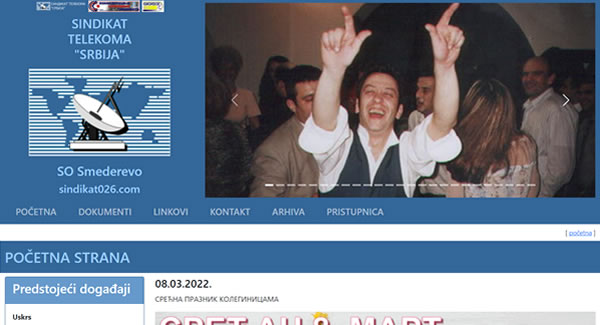 SINDIKAT
TELEKOMA
"SRBIJA"
SO Smederevo
sindikat026.com
POČETNA DOKUMENTI LINKOVI KONTAKT ARHIVA PRISTUPNICA
[ početna ]
POČETNA STRANA
Predstojeći događaji
Uskrs
08.03.2022.
СРЕЋНА ПРАЗНИК КОЛЕГИНИЦАМА